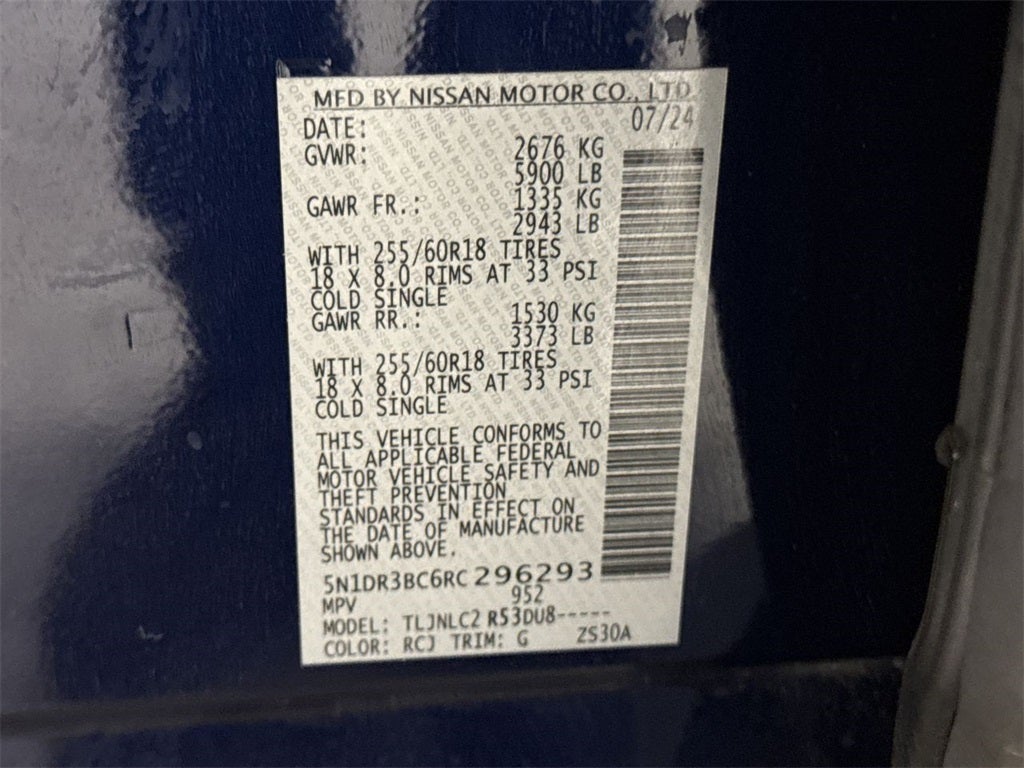 MFD BY NISSAN MOTOR CO., LTD
DATE: 07/24
GVWR: 2676 KG
5900 LB
GAWR FR.: 1335 KG
2943 LB
WITH 255/60R18 TIRES
18 X 8.0 RIMS AT 33 PSI
COLD SINGLE
GAWR RR.: 1530 KG
3373 LB
WITH 255/60R18 TIRES
18 X 8.0 RIMS AT 33 PSI
COLD SINGLE
THIS VEHICLE CONFORMS TO
ALL APPLICABLE FEDERAL
MOTOR VEHICLE SAFETY AND
THEFT PREVENTION
STANDARDS IN EFFECT ON
THE DATE OF MANUFACTURE
SHOWN ABOVE.
5N1DR3BC6RC296293
MPV 952
MODEL: TLJNLC2 R53DU8-----
COLOR: RCJ TRIM: G ZS30A